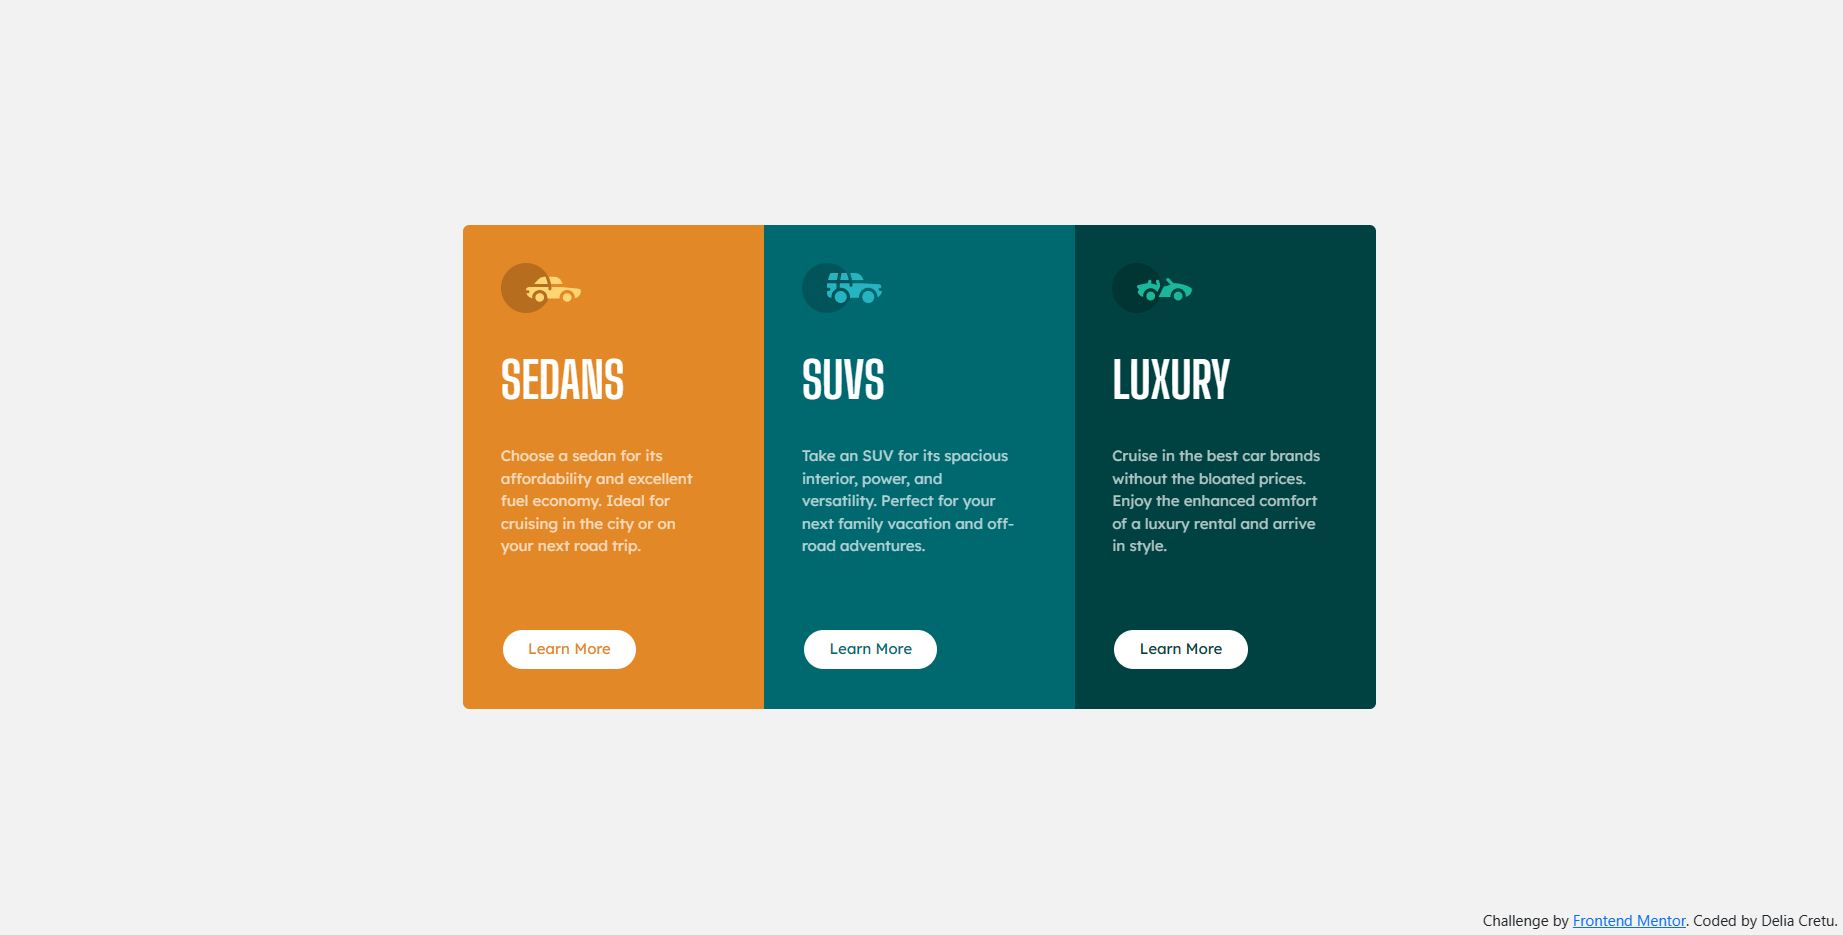 SEDANS
Choose a sedan for its
affordability and excellent
fuel economy. Ideal for
cruising in the city or on
your next road trip.
Learn More
SUVS
Take an SUV for its spacious
interior, power, and
versatility. Perfect for your
next family vacation and off-
road adventures.
Learn More
LUXURY
Cruise in the best car brands
without the bloated prices.
Enjoy the enhanced comfort
of a luxury rental and arrive
in style.
Learn More
Challenge by Frontend Mentor. Coded by Delia Cretu.